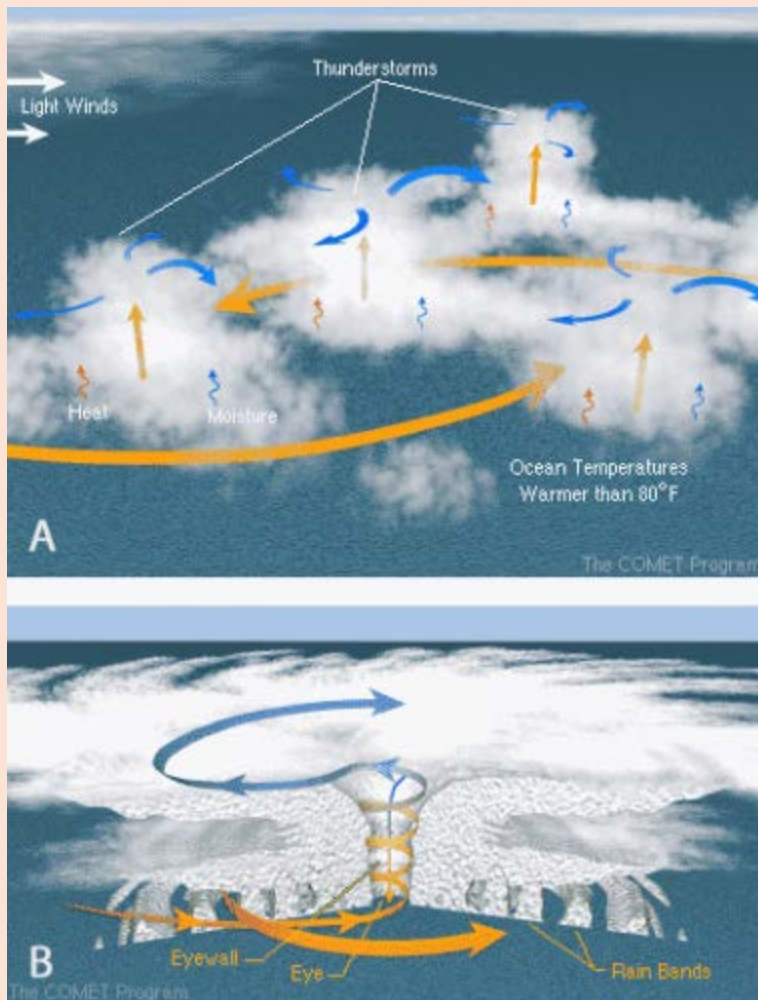 Thunderstorms
Light Winds
Heat
Moisture
Ocean Temperatures
Warmer than 80°F
A
The COMET Program
Eyewall
Eye
Rain Bands
B
The COMET Program